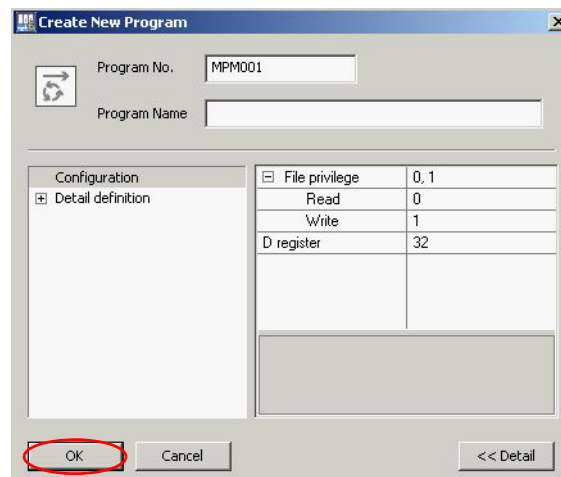 Create New Program
Program No. MPM001
Program Name
Configuration
Detail definition
File privilege 0, 1
Read 0
Write 1
D register 32
OK Cancel << Detail